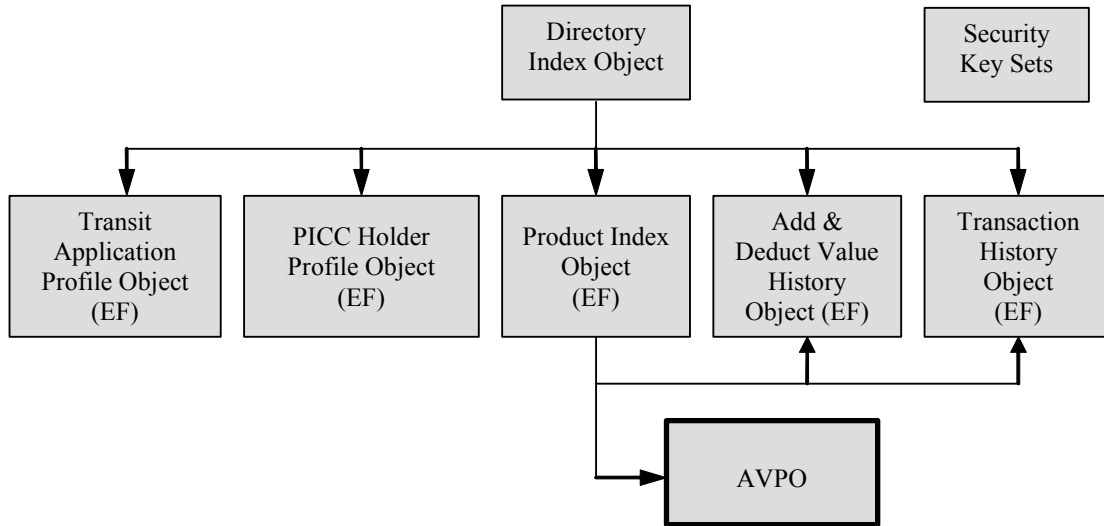 Directory
Index Object
Security
Key Sets
Transit
Application
Profile Object
(EF)
PICC Holder
Profile Object
(EF)
Product Index
Object
(EF)
Add &
Deduct Value
History
Object (EF)
Transaction
History
Object
(EF)
AVPO